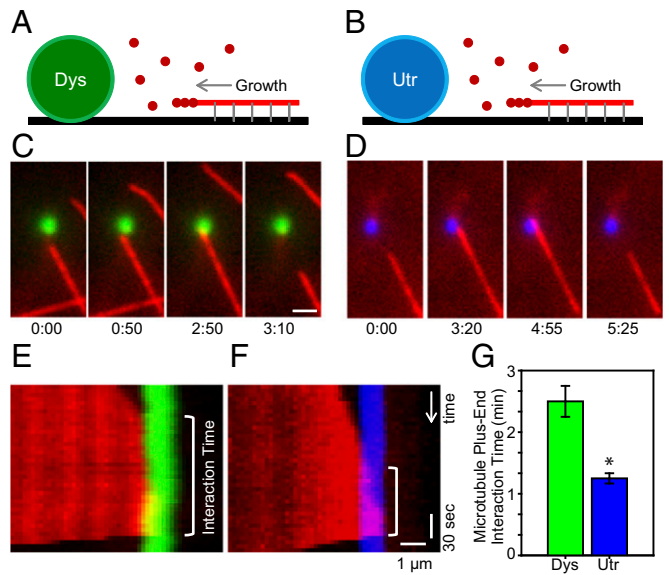 A
B
Dys
Growth
Utr
Growth
C
D
0:00 0:50 2:50 3:10
0:00 3:20 4:55 5:25
E
F
G
Interaction Time
time
30 sec
1 µm
Microtubule Plus-End
Interaction Time (min)
3
2
1
0
*
Dys Utr